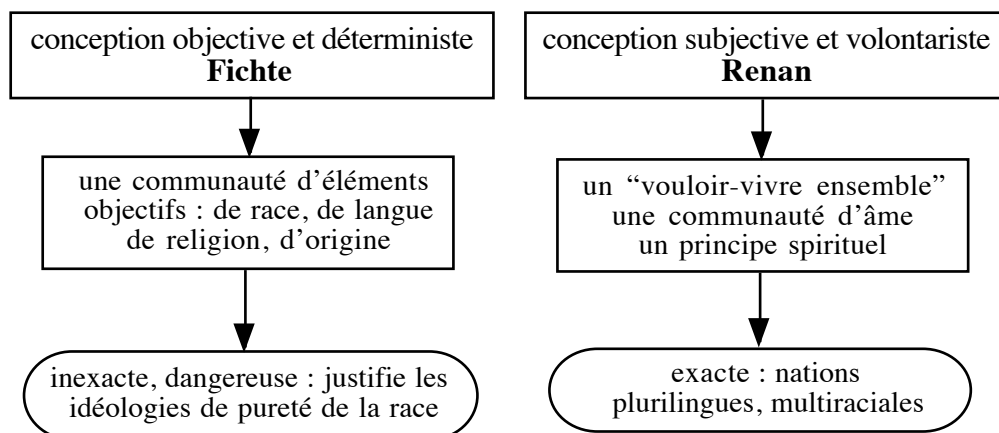 conception objective et déterministe
Fichte
une communauté d'éléments
objectifs : de race, de langue
de religion, d'origine
inexacte, dangereuse : justifie les
idéologies de pureté de la race
conception subjective et volontariste
Renan
un “vouloir-vivre ensemble”
une communauté d'âme
un principe spirituel
exacte : nations
plurilingues, multiraciales